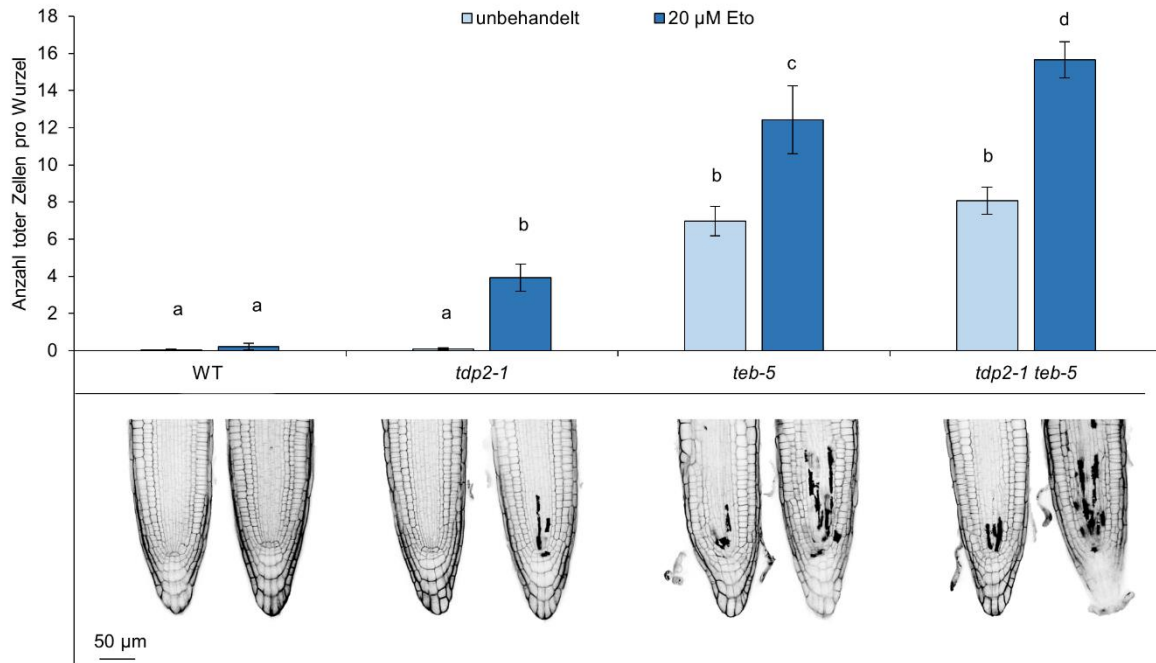 unbehandelt 20 µM Eto
Anzahl toter Zellen pro Wurzel
18
16
14
12
10
8
6
4
2
0
a a a b b c b d
WT tdp2-1 teb-5 tdp2-1 teb-5
50 µm